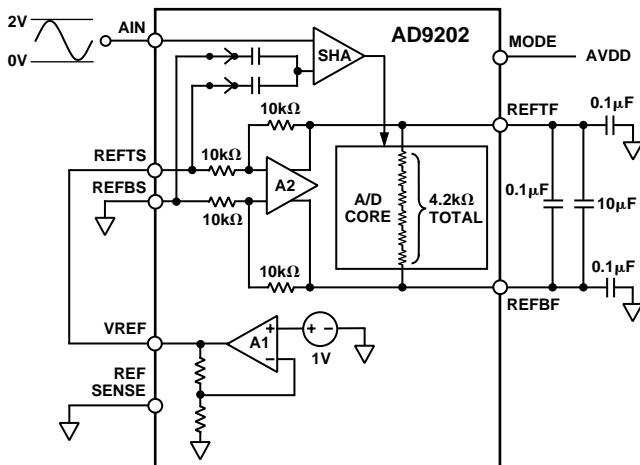 2V
0V
AIN
SHA
AD9202
MODE
AVDD
10kΩ
REFTF
0.1µF
REFTS
10kΩ
REFBS
A2
10kΩ
A/D
CORE
4.2kΩ
TOTAL
0.1µF
10µF
10kΩ
0.1µF
REFBF
VREF
A1
+
−
+ −
1V
REF
SENSE